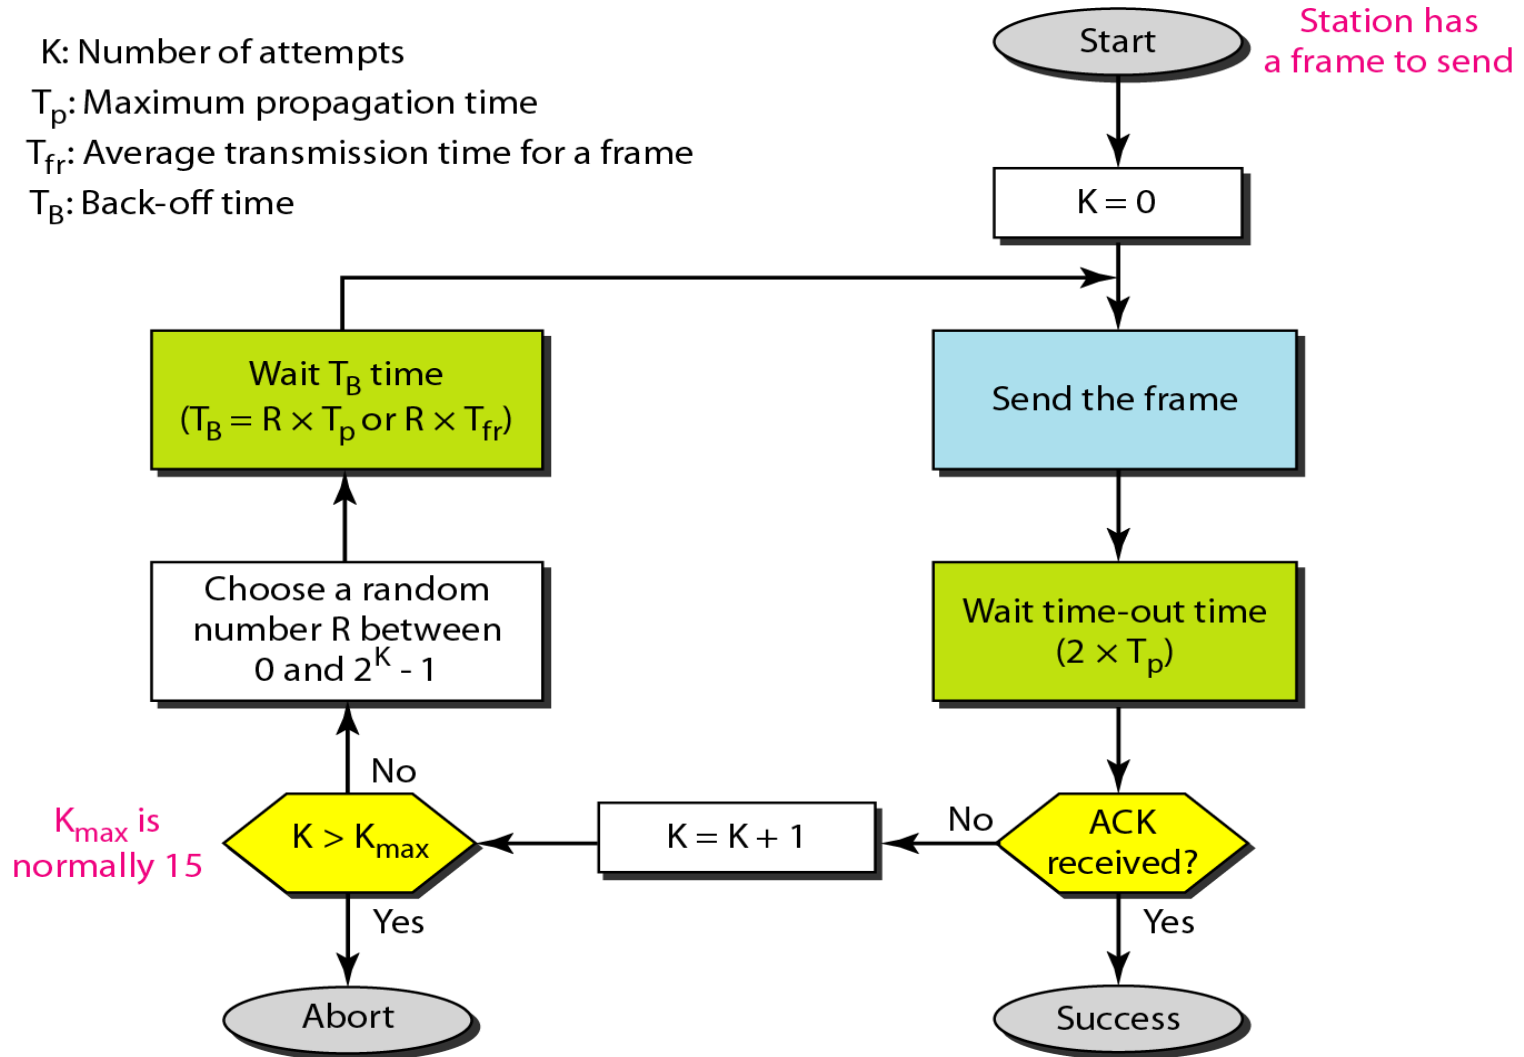 K: Number of attempts
Tp: Maximum propagation time
Tfr: Average transmission time for a frame
TB: Back-off time
Start
Station has
a frame to send
K = 0
Wait TB time
(TB = R × Tp or R × Tfr)
Send the frame
Choose a random
number R between
0 and 2^K - 1
Wait time-out time
(2 × Tp)
No
Kmax is
normally 15
K > Kmax
K = K + 1
No
ACK
received?
Yes
Yes
Abort
Success